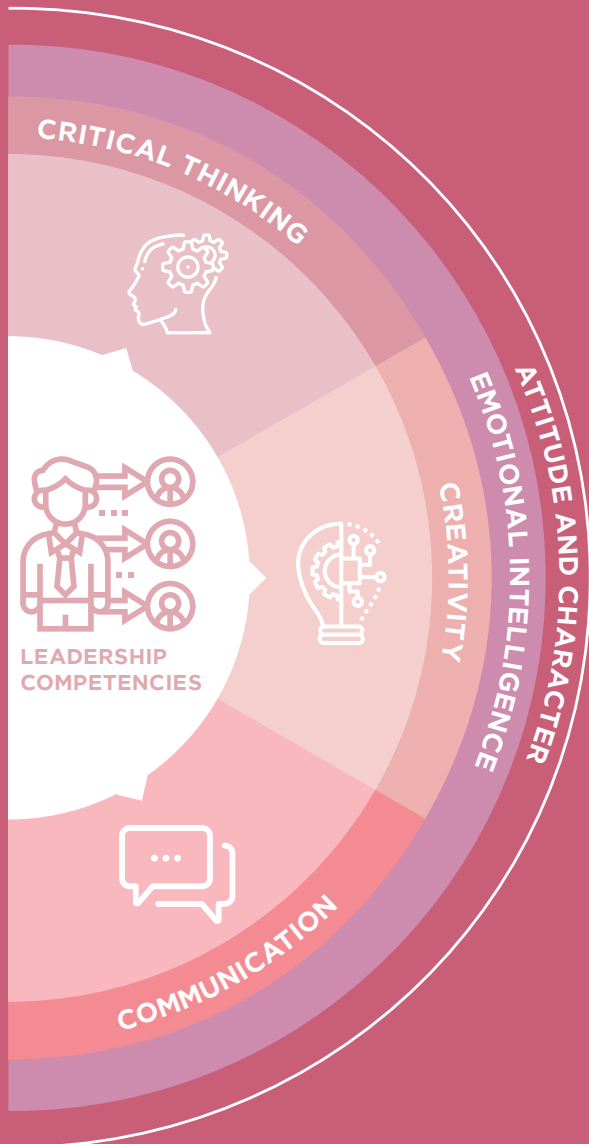 CRITICAL THINKING
ATTITUDE AND CHARACTER
EMOTIONAL INTELLIGENCE
CREATIVITY
LEADERSHIP
COMPETENCIES
COMMUNICATION